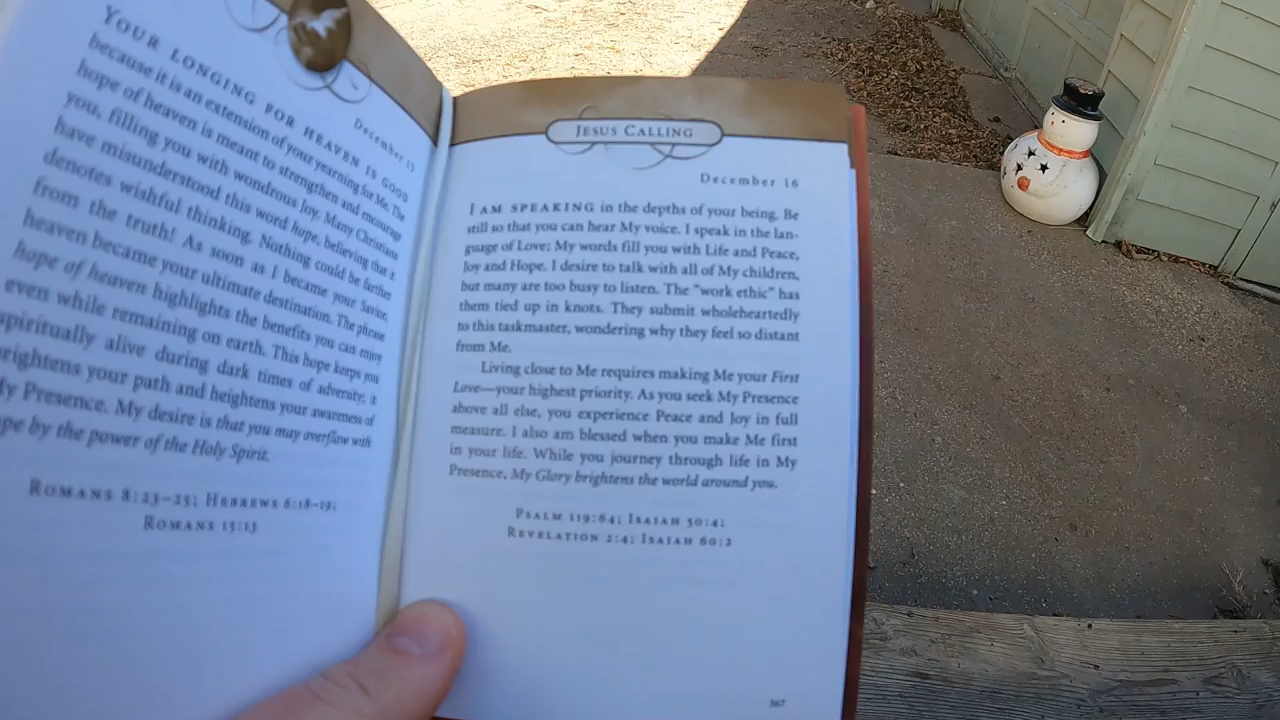 December 15
YOUR LONGING FOR HEAVEN IS GOOD
because it is an extension of your yearning for Me. The
hope of heaven is meant to strengthen and encourage
you, filling you with wondrous Joy. Many Christians
have misunderstood this word hope, believing that it
denotes wishful thinking. Nothing could be farther
from the truth! As soon as I became your Savior,
heaven became your ultimate destination. The phrase
hope of heaven highlights the benefits you can enjoy
even while remaining on earth. This hope keeps you
spiritually alive during dark times of adversity; it
brightens your path and heightens your awareness of
My Presence. My desire is that you may overflow with
pe by the power of the Holy Spirit.
ROMANS 8:23–25; HEBREWS 6:18–19;
ROMANS 15:13
JESUS CALLING
December 16
I AM SPEAKING in the depths of your being. Be
still so that you can hear My voice. I speak in the lan-
guage of Love; My words fill you with Life and Peace,
Joy and Hope. I desire to talk with all of My children,
but many are too busy to listen. The "work ethic" has
them tied up in knots. They submit wholeheartedly
to this taskmaster, wondering why they feel so distant
from Me.
Living close to Me requires making Me your First
Love—your highest priority. As you seek My Presence
above all else, you experience Peace and Joy in full
measure. I also am blessed when you make Me first
in your life. While you journey through life in My
Presence, My Glory brightens the world around you.
PSALM 119:64; ISAIAH 50:4;
REVELATION 2:4; ISAIAH 60:2
367